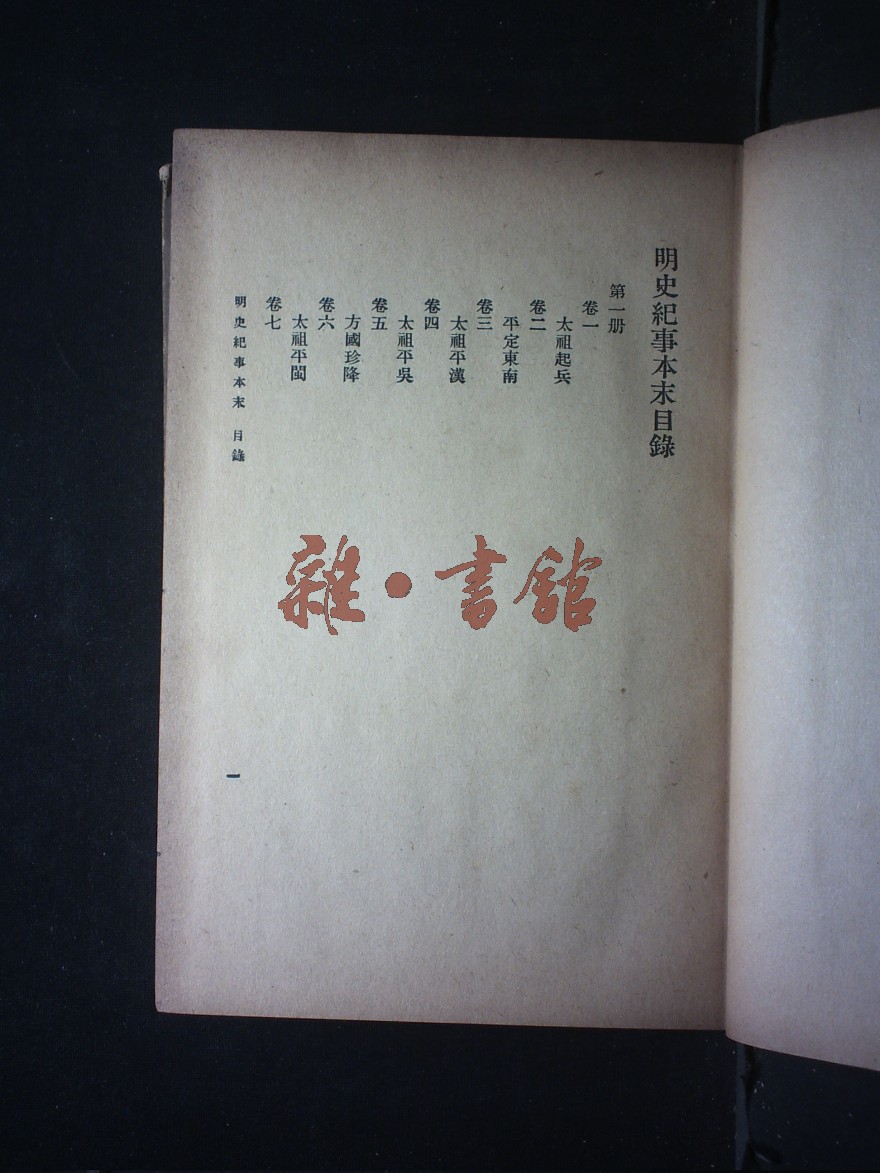 明史紀事本末目錄
第一册
卷一
太祖起兵
卷二
平定東南
卷三
太祖平漢
卷四
太祖平吳
卷五
方國珍降
卷六
太祖平閩
卷七
明史紀事本末 目錄
一
雜·書館